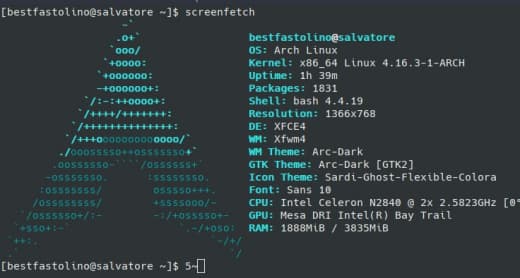 [bestfastolino@salvatore ~]$ screenfetch
bestfastolino@salvatore
OS: Arch Linux
Kernel: x86_64 Linux 4.16.3-1-ARCH
Uptime: 1h 39m
Packages: 1831
Shell: bash 4.4.19
Resolution: 1366x768
DE: XFCE4
WM: Xfwm4
WM Theme: Arc-Dark
GTK Theme: Arc-Dark [GTK2]
Icon Theme: Sardi-Ghost-Flexible-Colora
Font: Sans 10
CPU: Intel Celeron N2840 @ 2x 2.5823GHz [0°
GPU: Mesa DRI Intel(R) Bay Trail
RAM: 1888MiB / 3835MiB
[bestfastolino@salvatore ~]$ 5~